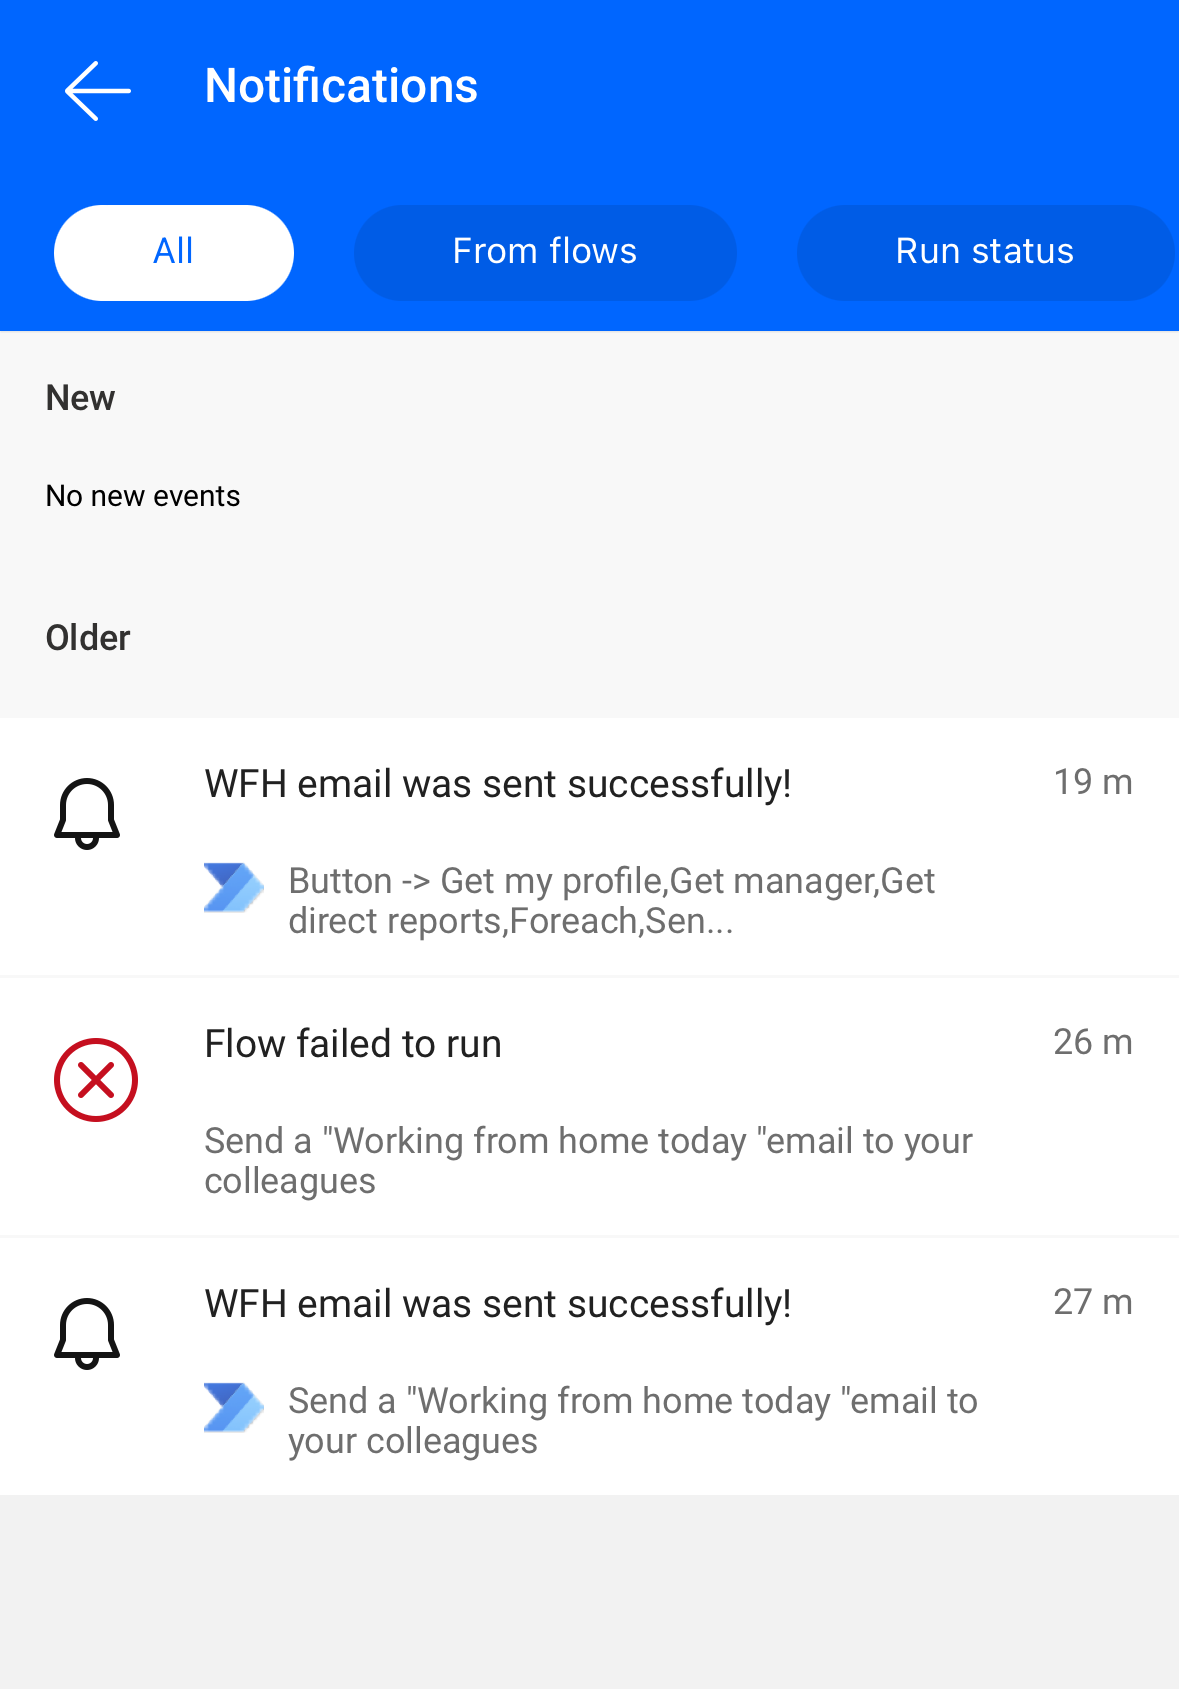 Notifications
All
From flows
Run status
New
No new events
Older
WFH email was sent successfully!
19 m
Button -> Get my profile,Get manager,Get
direct reports,Foreach,Sen...
Flow failed to run
26 m
Send a "Working from home today "email to your
colleagues
WFH email was sent successfully!
27 m
Send a "Working from home today "email to
your colleagues